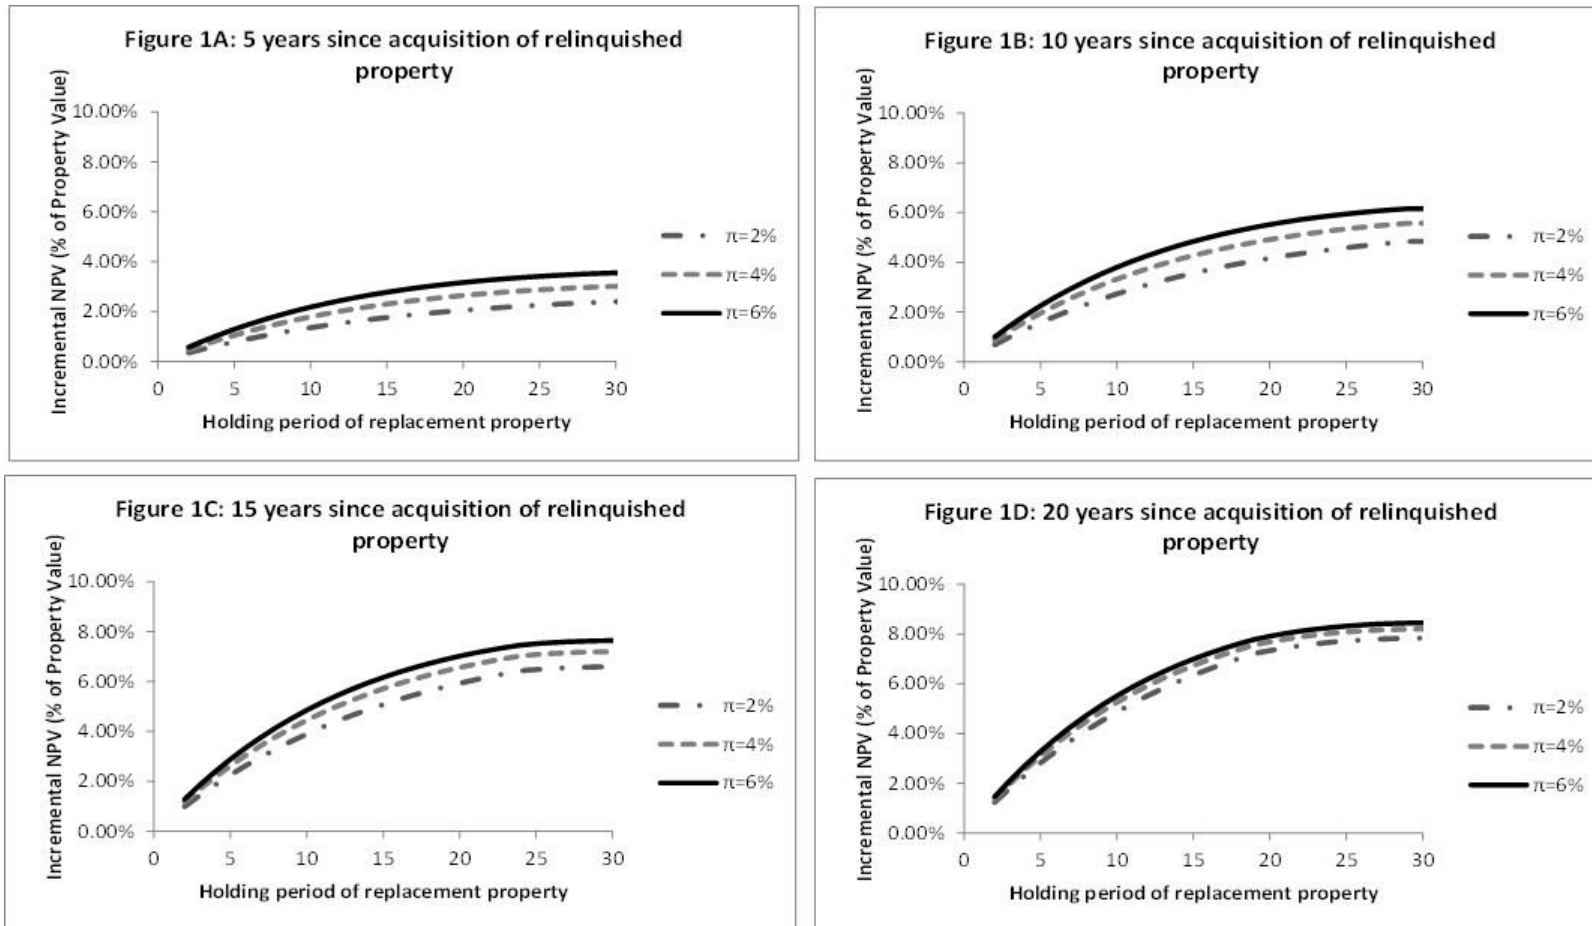 Figure 1A: 5 years since acquisition of relinquished
property
Incremental NPV (% of Property Value)
10.00%
8.00%
6.00%
4.00%
2.00%
0.00%
0 5 10 15 20 25 30
Holding period of replacement property
π=2%
π=4%
π=6%
Figure 1B: 10 years since acquisition of relinquished
property
Incremental NPV (% of Property Value)
10.00%
8.00%
6.00%
4.00%
2.00%
0.00%
0 5 10 15 20 25 30
Holding period of replacement property
π=2%
π=4%
π=6%
Figure 1C: 15 years since acquisition of relinquished
property
Incremental NPV (% of Property Value)
10.00%
8.00%
6.00%
4.00%
2.00%
0.00%
0 5 10 15 20 25 30
Holding period of replacement property
π=2%
π=4%
π=6%
Figure 1D: 20 years since acquisition of relinquished
property
Incremental NPV (% of Property Value)
10.00%
8.00%
6.00%
4.00%
2.00%
0.00%
0 5 10 15 20 25 30
Holding period of replacement property
π=2%
π=4%
π=6%